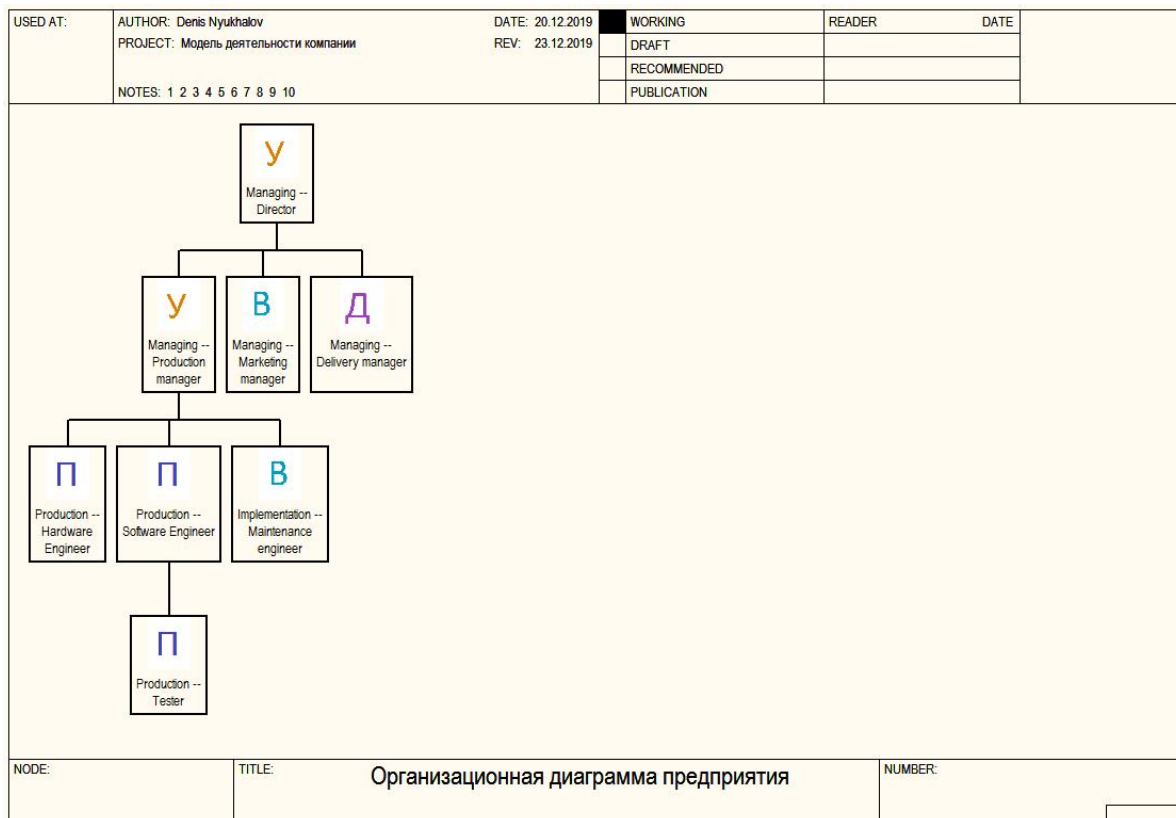 USED AT:
AUTHOR: Denis Nyukhalov
DATE: 20.12.2019
PROJECT: Модель деятельности компании
REV: 23.12.2019
NOTES: 1 2 3 4 5 6 7 8 9 10
WORKING
DRAFT
RECOMMENDED
PUBLICATION
READER DATE
У
Managing --
Director
У
Managing --
Production
manager
В
Managing --
Marketing
manager
Д
Managing --
Delivery manager
П
Production --
Hardware
Engineer
П
Production --
Software Engineer
В
Implementation --
Maintenance
engineer
П
Production --
Tester
NODE:
TITLE:
Организационная диаграмма предприятия
NUMBER: